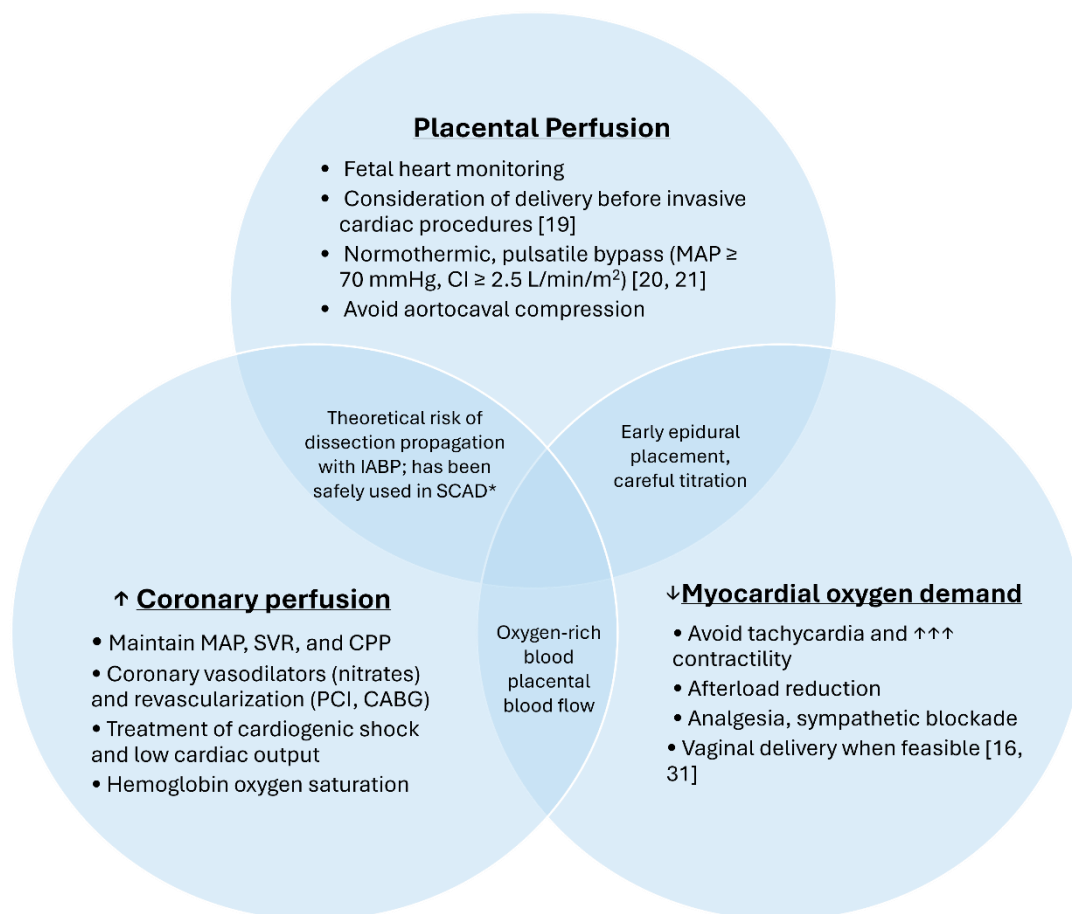 Placental Perfusion
• Fetal heart monitoring
• Consideration of delivery before invasive
cardiac procedures [19]
• Normothermic, pulsatile bypass (MAP ≥
70 mmHg, CI ≥ 2.5 L/min/m²) [20, 21]
• Avoid aortocaval compression
Theoretical risk of
dissection propagation
with IABP; has been
safely used in SCAD*
Early epidural
placement,
careful titration
↑ Coronary perfusion
• Maintain MAP, SVR, and CPP
• Coronary vasodilators (nitrates)
and revascularization (PCI, CABG)
• Treatment of cardiogenic shock
and low cardiac output
• Hemoglobin oxygen saturation
Oxygen-rich
blood
placental
blood flow
↓Myocardial oxygen demand
• Avoid tachycardia and ↑↑↑
contractility
• Afterload reduction
• Analgesia, sympathetic blockade
• Vaginal delivery when feasible [16,
31]